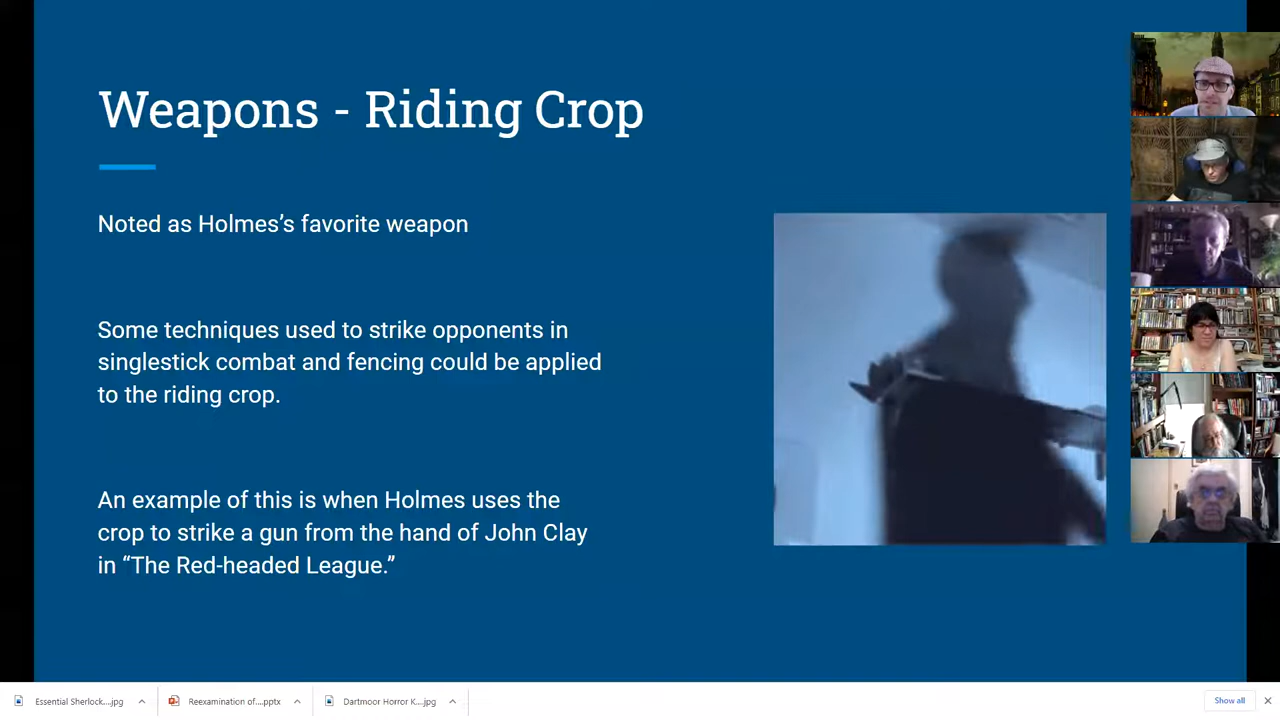 Weapons - Riding Crop
Noted as Holmes’s favorite weapon
Some techniques used to strike opponents in
singlestick combat and fencing could be applied
to the riding crop.
An example of this is when Holmes uses the
crop to strike a gun from the hand of John Clay
in “The Red-headed League.”
Essential Sherlock....jpg
Reexamination of....pptx
Dartmoor Horror K....jpg
Show all